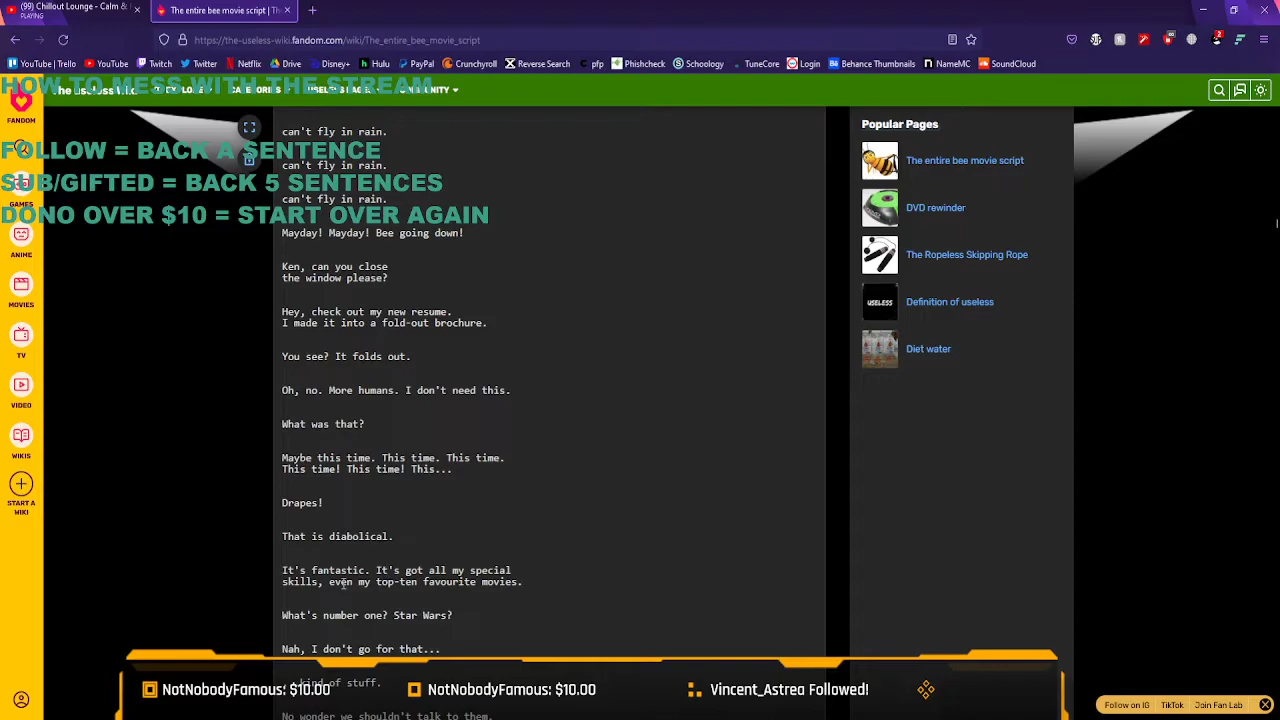 (99) Chillout Lounge - Calm &
PLAYING
The entire bee movie script | The
https://the-useless-wiki.fandom.com/wiki/The_entire_bee_movie_script
YouTube | Trello
YouTube
Twitch
Twitter
Netflix
Drive
Disney+
Hulu
PayPal
Crunchyroll
Reverse Search
pfp
Phishcheck
Schoology
TuneCore
Login
Behance Thumbnails
NameMC
SoundCloud
HOW TO MESS WITH THE STREAM
FOLLOW = BACK A SENTENCE
SUB/GIFTED = BACK 5 SENTENCES
DONO OVER $10 = START OVER AGAIN
FANDOM
GAMES
ANIME
MOVIES
TV
VIDEO
WIKIS
START A
WIKI
can't fly in rain.
can't fly in rain.
can't fly in rain.
Mayday! Mayday! Bee going down!
Ken, can you close
the window please?
Hey, check out my new resume.
I made it into a fold-out brochure.
You see? It folds out.
Oh, no. More humans. I don't need this.
What was that?
Maybe this time. This time. This time.
This time! This time! This...
Drapes!
That is diabolical.
It's fantastic. It's got all my special
skills, even my top-ten favourite movies.
What's number one? Star Wars?
Nah, I don't go for that...
kind of stuff.
No wonder we shouldn't talk to them.
Popular Pages
The entire bee movie script
DVD rewinder
The Ropeless Skipping Rope
USELESS
Definition of useless
Diet water
NotNobodyFamous: $10.00
NotNobodyFamous: $10.00
Vincent_Astrea Followed!
Follow on IG
TikTok
Join Fan Lab